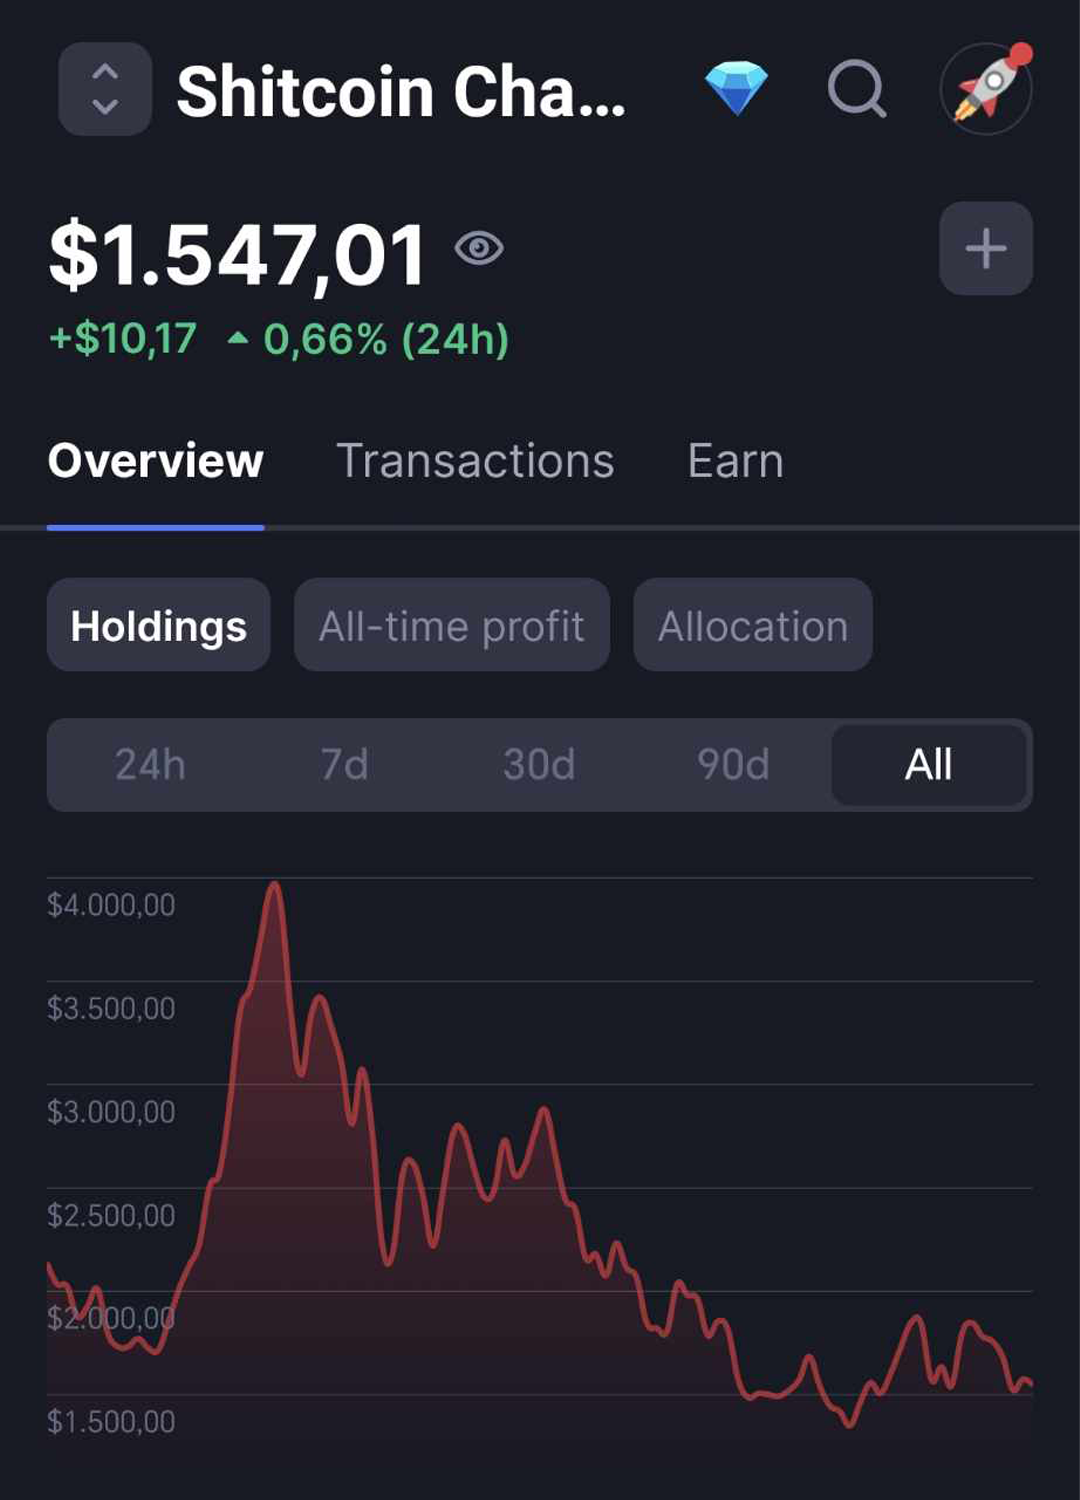 Shitcoin Cha...
$1.547,01
+$10,17 0,66% (24h)
Overview Transactions Earn
Holdings All-time profit Allocation
24h 7d 30d 90d All
$4.000,00
$3.500,00
$3.000,00
$2.500,00
$2.000,00
$1.500,00